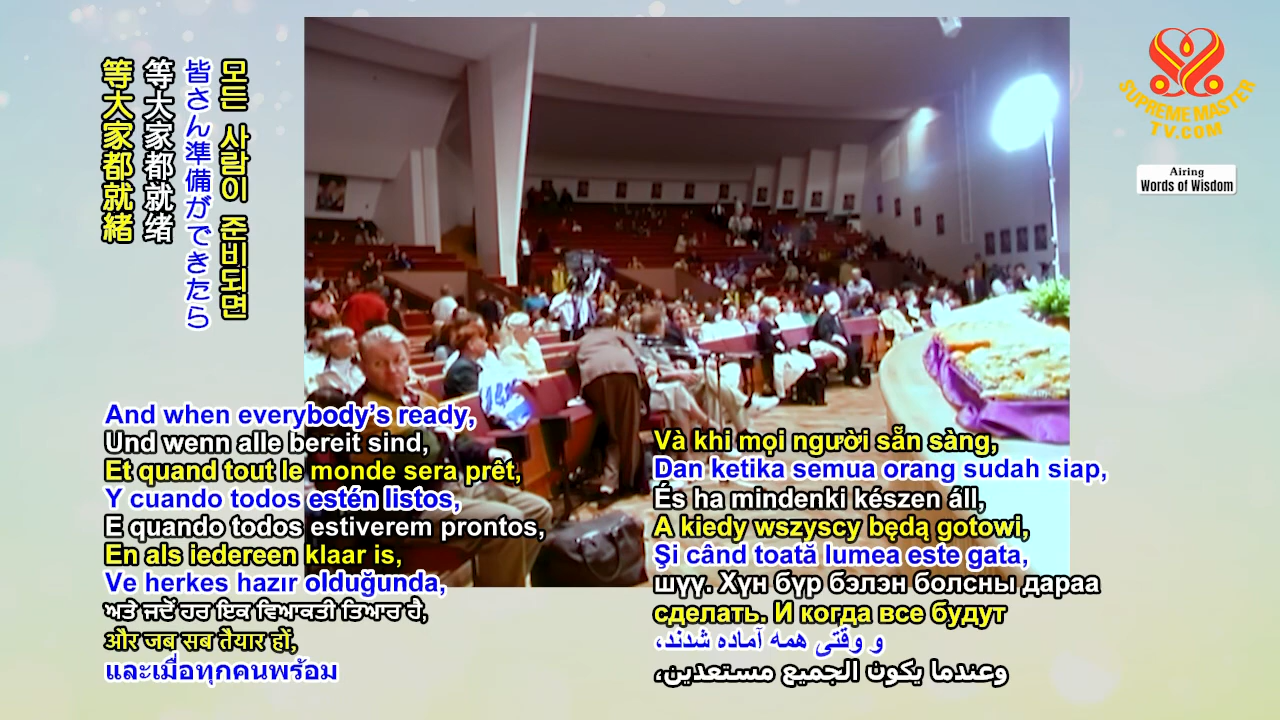 等大家都就緒
等大家都就绪
皆さん準備ができたら
모든 사람이 준비되면
SUPREME MASTER
TV.COM
Airing
Words of Wisdom
And when everybody’s ready,
Und wenn alle bereit sind,
Et quand tout le monde sera prêt,
Y cuando todos estén listos,
E quando todos estiverem prontos,
En als iedereen klaar is,
Ve herkes hazır olduğunda,
ਅਤੇ ਜਦੋਂ ਹਰ ਇਕ ਵਿਆਕਤੀ ਤਿਆਰ ਹੈ,
और जब सब तैयार हों,
และเมื่อทุกคนพร้อม
Và khi mọi người sẵn sàng,
Dan ketika semua orang sudah siap,
És ha mindenki készen áll,
A kiedy wszyscy będą gotowi,
Şi când toată lumea este gata,
шүү. Хүн бүр бэлэн болсны дараа
сделать. И когда все будут
و وقتی همه آماده شدند،
وعندما يكون الجميع مستعدين،